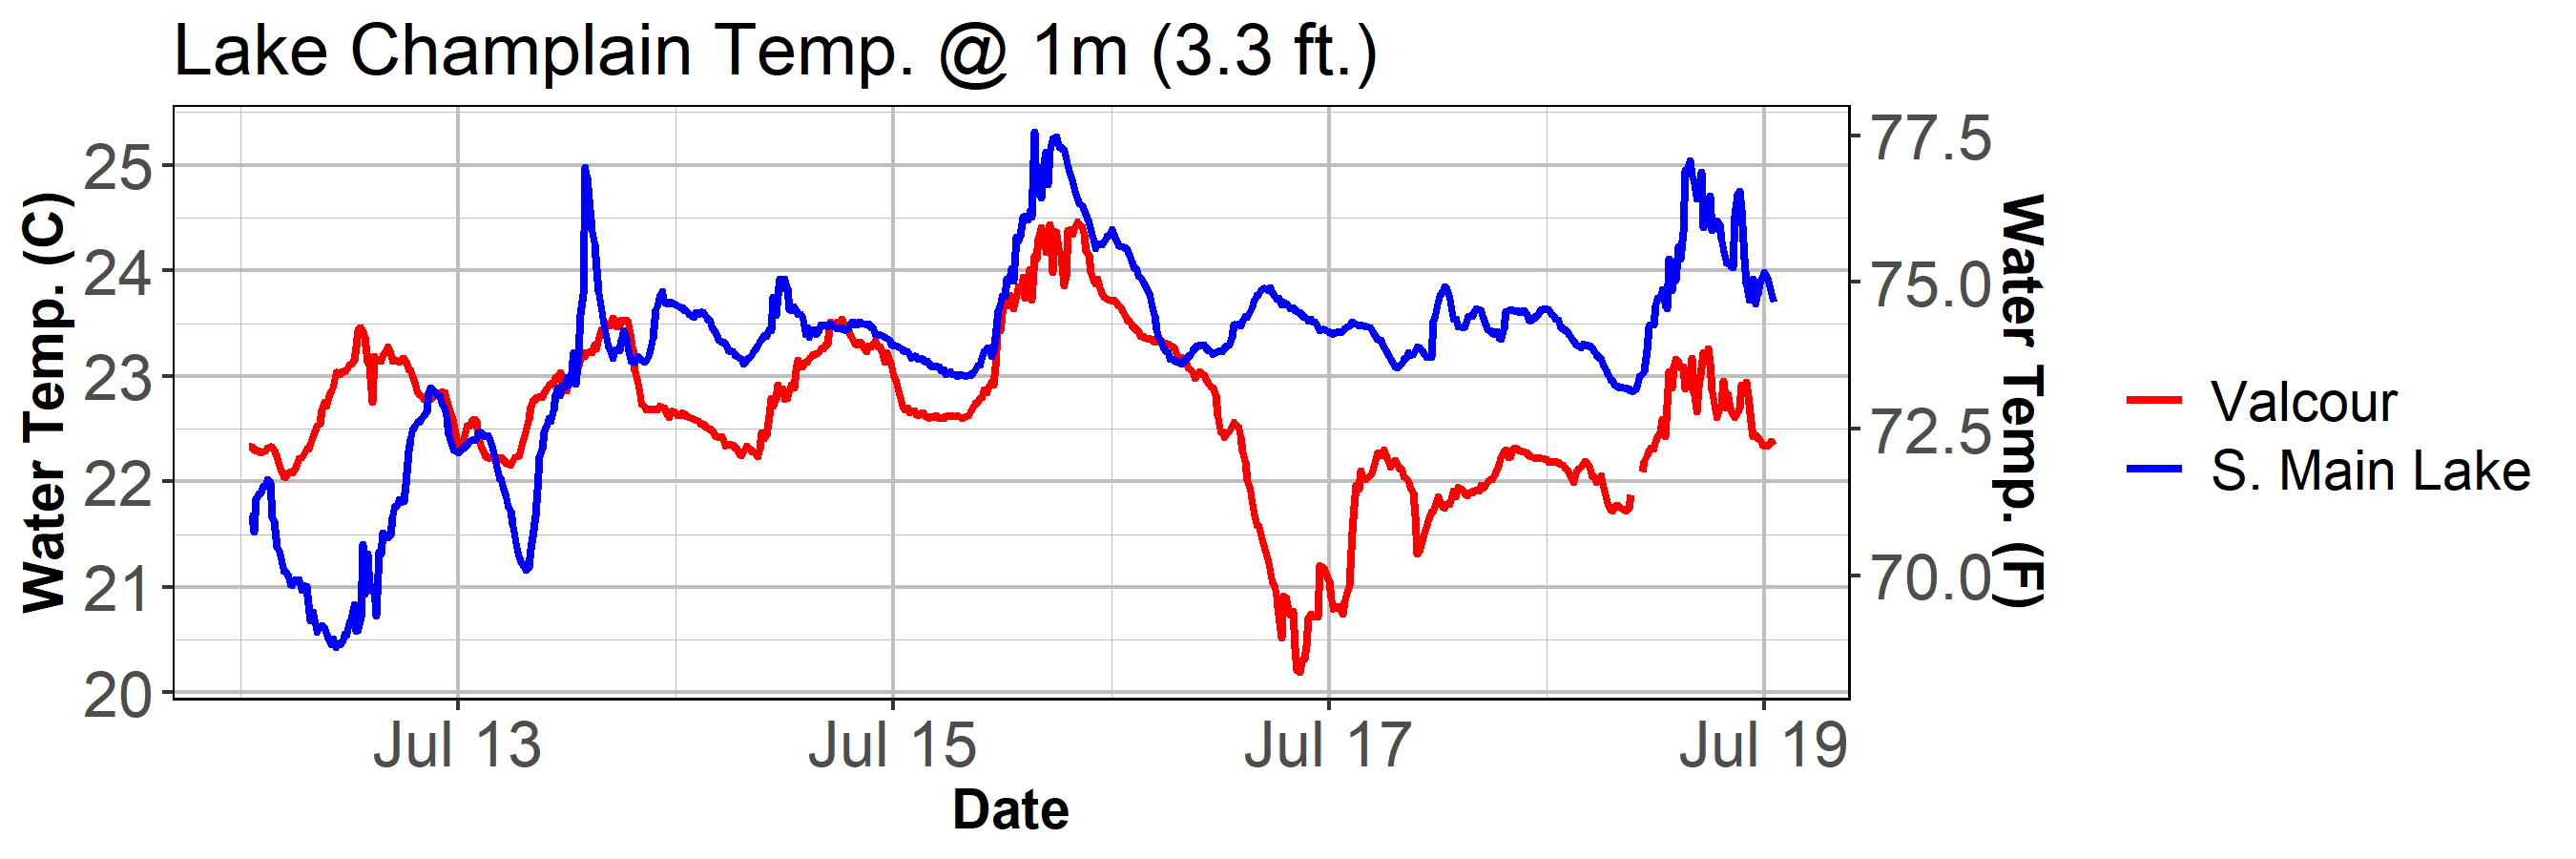 Lake Champlain Temp. @ 1m (3.3 ft.)
Water Temp. (C)
25
24
23
22
21
20
77.5
75.0
72.5
70.0
Water Temp. (F)
Jul 13
Jul 15
Jul 17
Jul 19
Date
Valcour
S. Main Lake